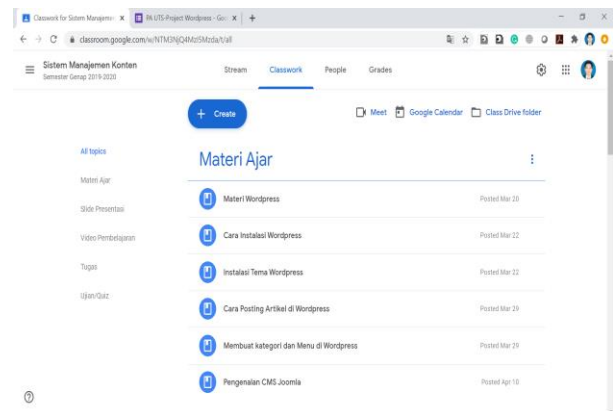 Classwork for Sistem Manajemen
PA UTS-Project Wordpress - Goo
classroom.google.com/w/NTM3NjQ4MzI5Mzda/t/all
Sistem Manajemen Konten
Semester Genap 2019-2020
Stream Classwork People Grades
+ Create
Meet Google Calendar Class Drive folder
All topics
Materi Ajar
Slide Presentasi
Video Pembelajaran
Tugas
Ujian/Quiz
Materi Ajar
Materi Wordpress Posted Mar 20
Cara Instalasi Wordpress Posted Mar 22
Instalasi Tema Wordpress Posted Mar 22
Cara Posting Artikel di Wordpress Posted Mar 29
Membuat kategori dan Menu di Wordpress Posted Mar 29
Pengenalan CMS Joomla Posted Apr 10